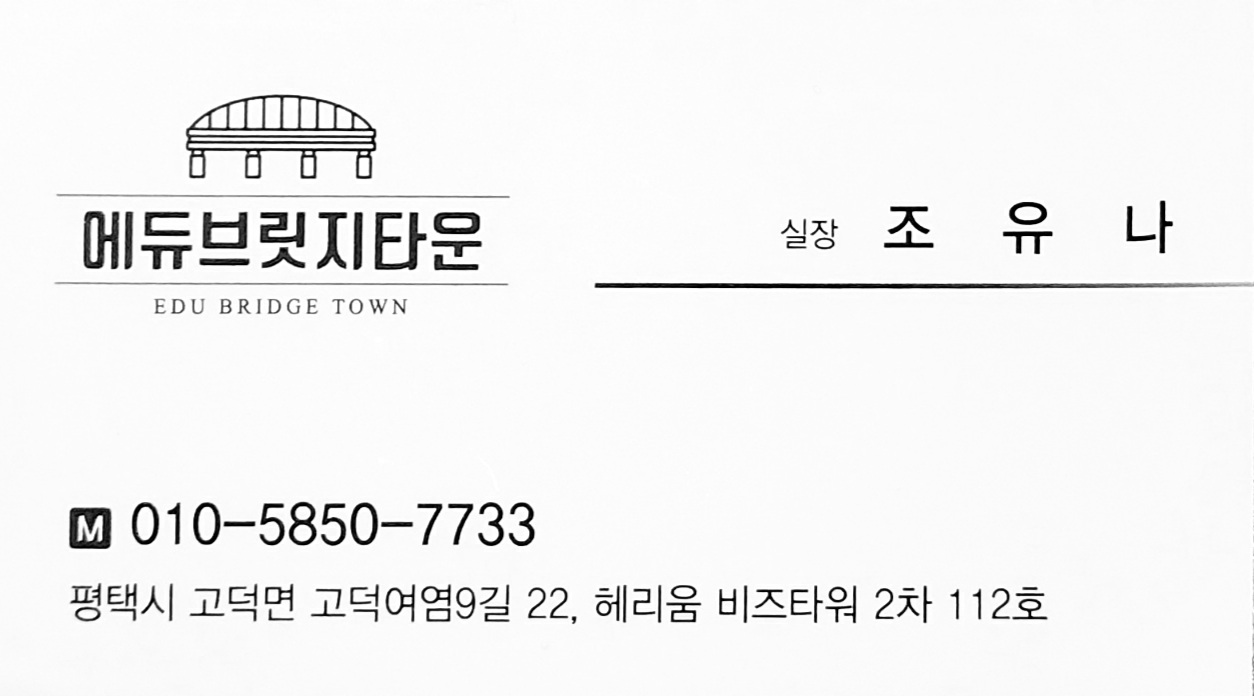 에듀브릿지타운
EDU BRIDGE TOWN
실장 조 유 나
M 010-5850-7733
평택시 고덕면 고덕여염9길 22, 헤리움 비즈타워 2차 112호